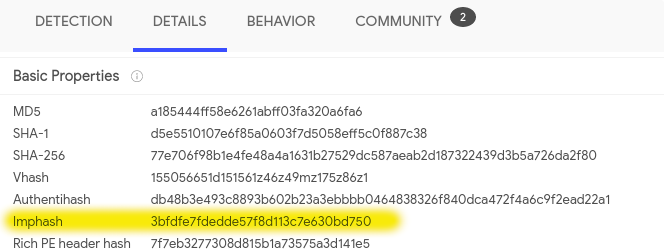 DETECTION DETAILS BEHAVIOR COMMUNITY 2
Basic Properties
MD5 a185444ff58e6261abff03fa320a6fa6
SHA-1 d5e5510107e6f85a0603f7d5058eff5c0f887c38
SHA-256 77e706f98b1e4fe48a4a1631b27529dc587aeab2d187322439d3b5a726da2f80
Vhash 155056651d151561z46z49mz175z86z1
Authentihash db48b3e493c8893b602b23a3ebbbb0464838326f840dca472f4a6c9f2ead22a1
Imphash 3bfdfe7fdedde57f8d113c7e630bd750
Rich PE header hash 7f7eb3277308d815b1a73575a3d141e5